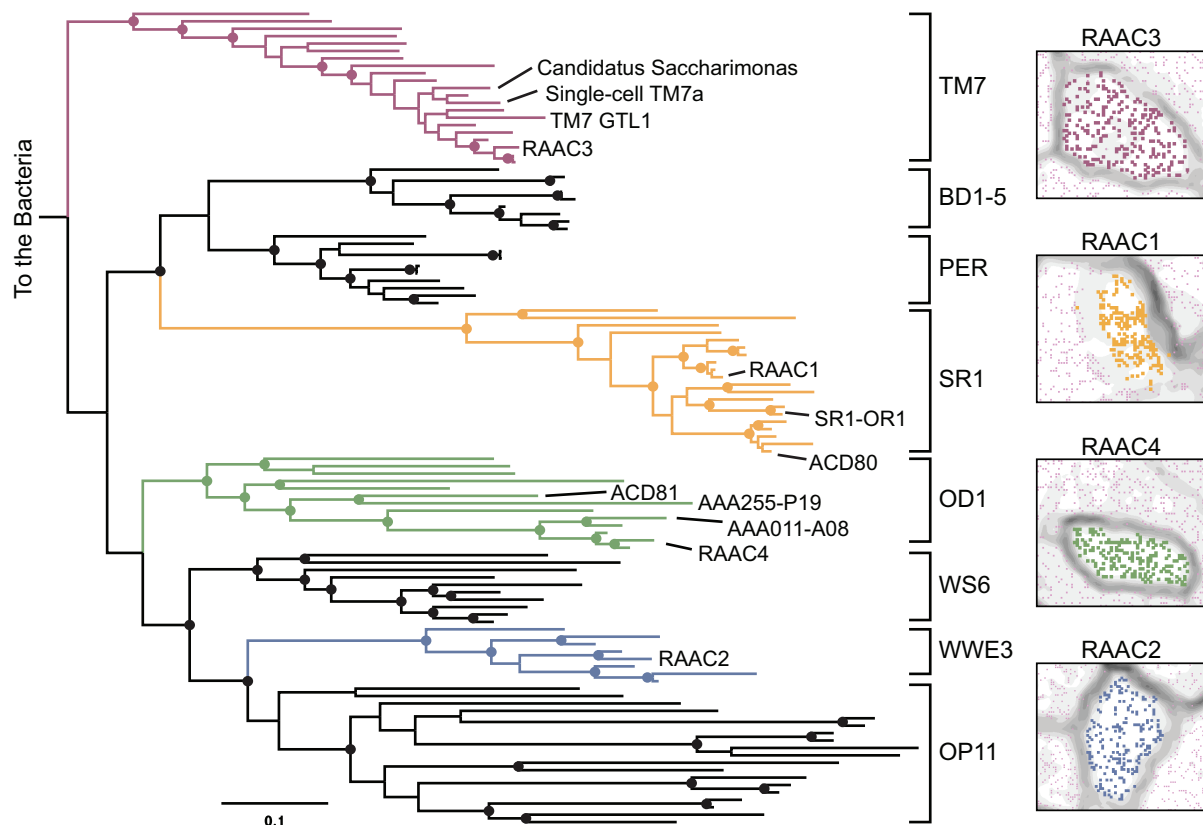 To the Bacteria
Candidatus Saccharimonas
Single-cell TM7a
TM7 GTL1
RAAC3
RAAC1
SR1-OR1
ACD80
ACD81
AAA255-P19
AAA011-A08
RAAC4
RAAC2
0.1
TM7
BD1-5
PER
SR1
OD1
WS6
WWE3
OP11
RAAC3
RAAC1
RAAC4
RAAC2